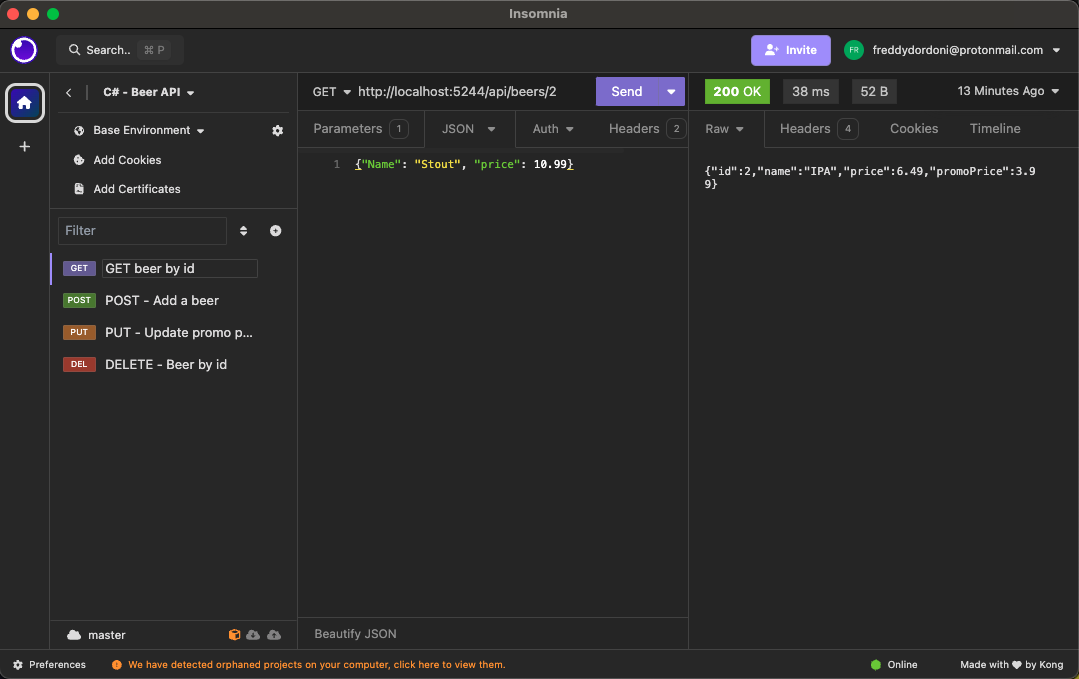 Insomnia
Search.. ⌘ P
Invite
FR
freddydordoni@protonmail.com
C# - Beer API
Base Environment
Add Cookies
Add Certificates
Filter
GET GET beer by id
POST POST - Add a beer
PUT PUT - Update promo p...
DEL DELETE - Beer by id
master
GET http://localhost:5244/api/beers/2 Send
Parameters 1 JSON Auth Headers 2
1 {"Name": "Stout", "price": 10.99}
Beautify JSON
200 OK 38 ms 52 B 13 Minutes Ago
Raw Headers 4 Cookies Timeline
{"id":2,"name":"IPA","price":6.49,"promoPrice":3.9
9}
Preferences
We have detected orphaned projects on your computer, click here to view them.
Online
Made with ♥ by Kong